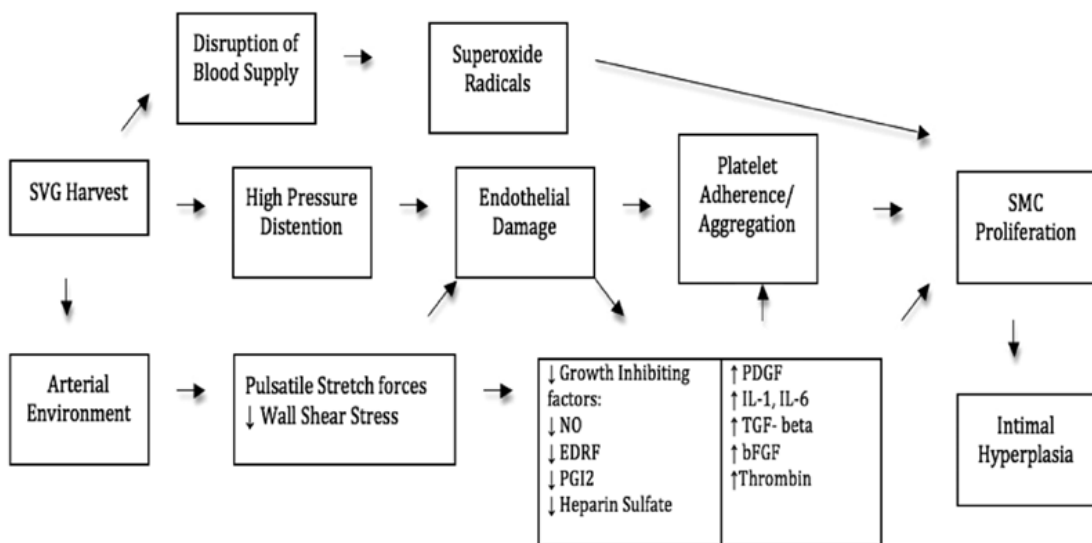 Disruption of
Blood Supply
Superoxide
Radicals
SVG Harvest
High Pressure
Distention
Endothelial
Damage
Platelet
Adherence/
Aggregation
SMC
Proliferation
Arterial
Environment
Pulsatile Stretch forces
↓ Wall Shear Stress
↓ Growth Inhibiting
factors:
↓ NO
↓ EDRF
↓ PGI2
↓ Heparin Sulfate
↑ PDGF
↑ IL-1, IL-6
↑ TGF- beta
↑ bFGF
↑Thrombin
Intimal
Hyperplasia